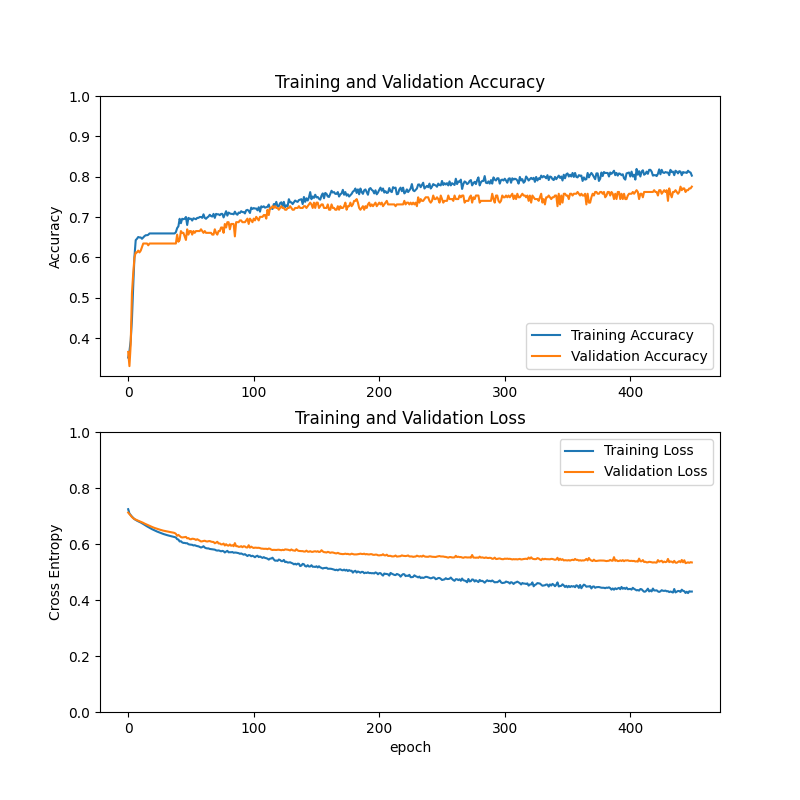 Training and Validation Accuracy
1.0
0.9
0.8
0.7
0.6
0.5
0.4
Accuracy
Training Accuracy
Validation Accuracy
0 100 200 300 400
Training and Validation Loss
1.0
0.8
0.6
0.4
0.2
0.0
Cross Entropy
Training Loss
Validation Loss
0 100 200 300 400
epoch